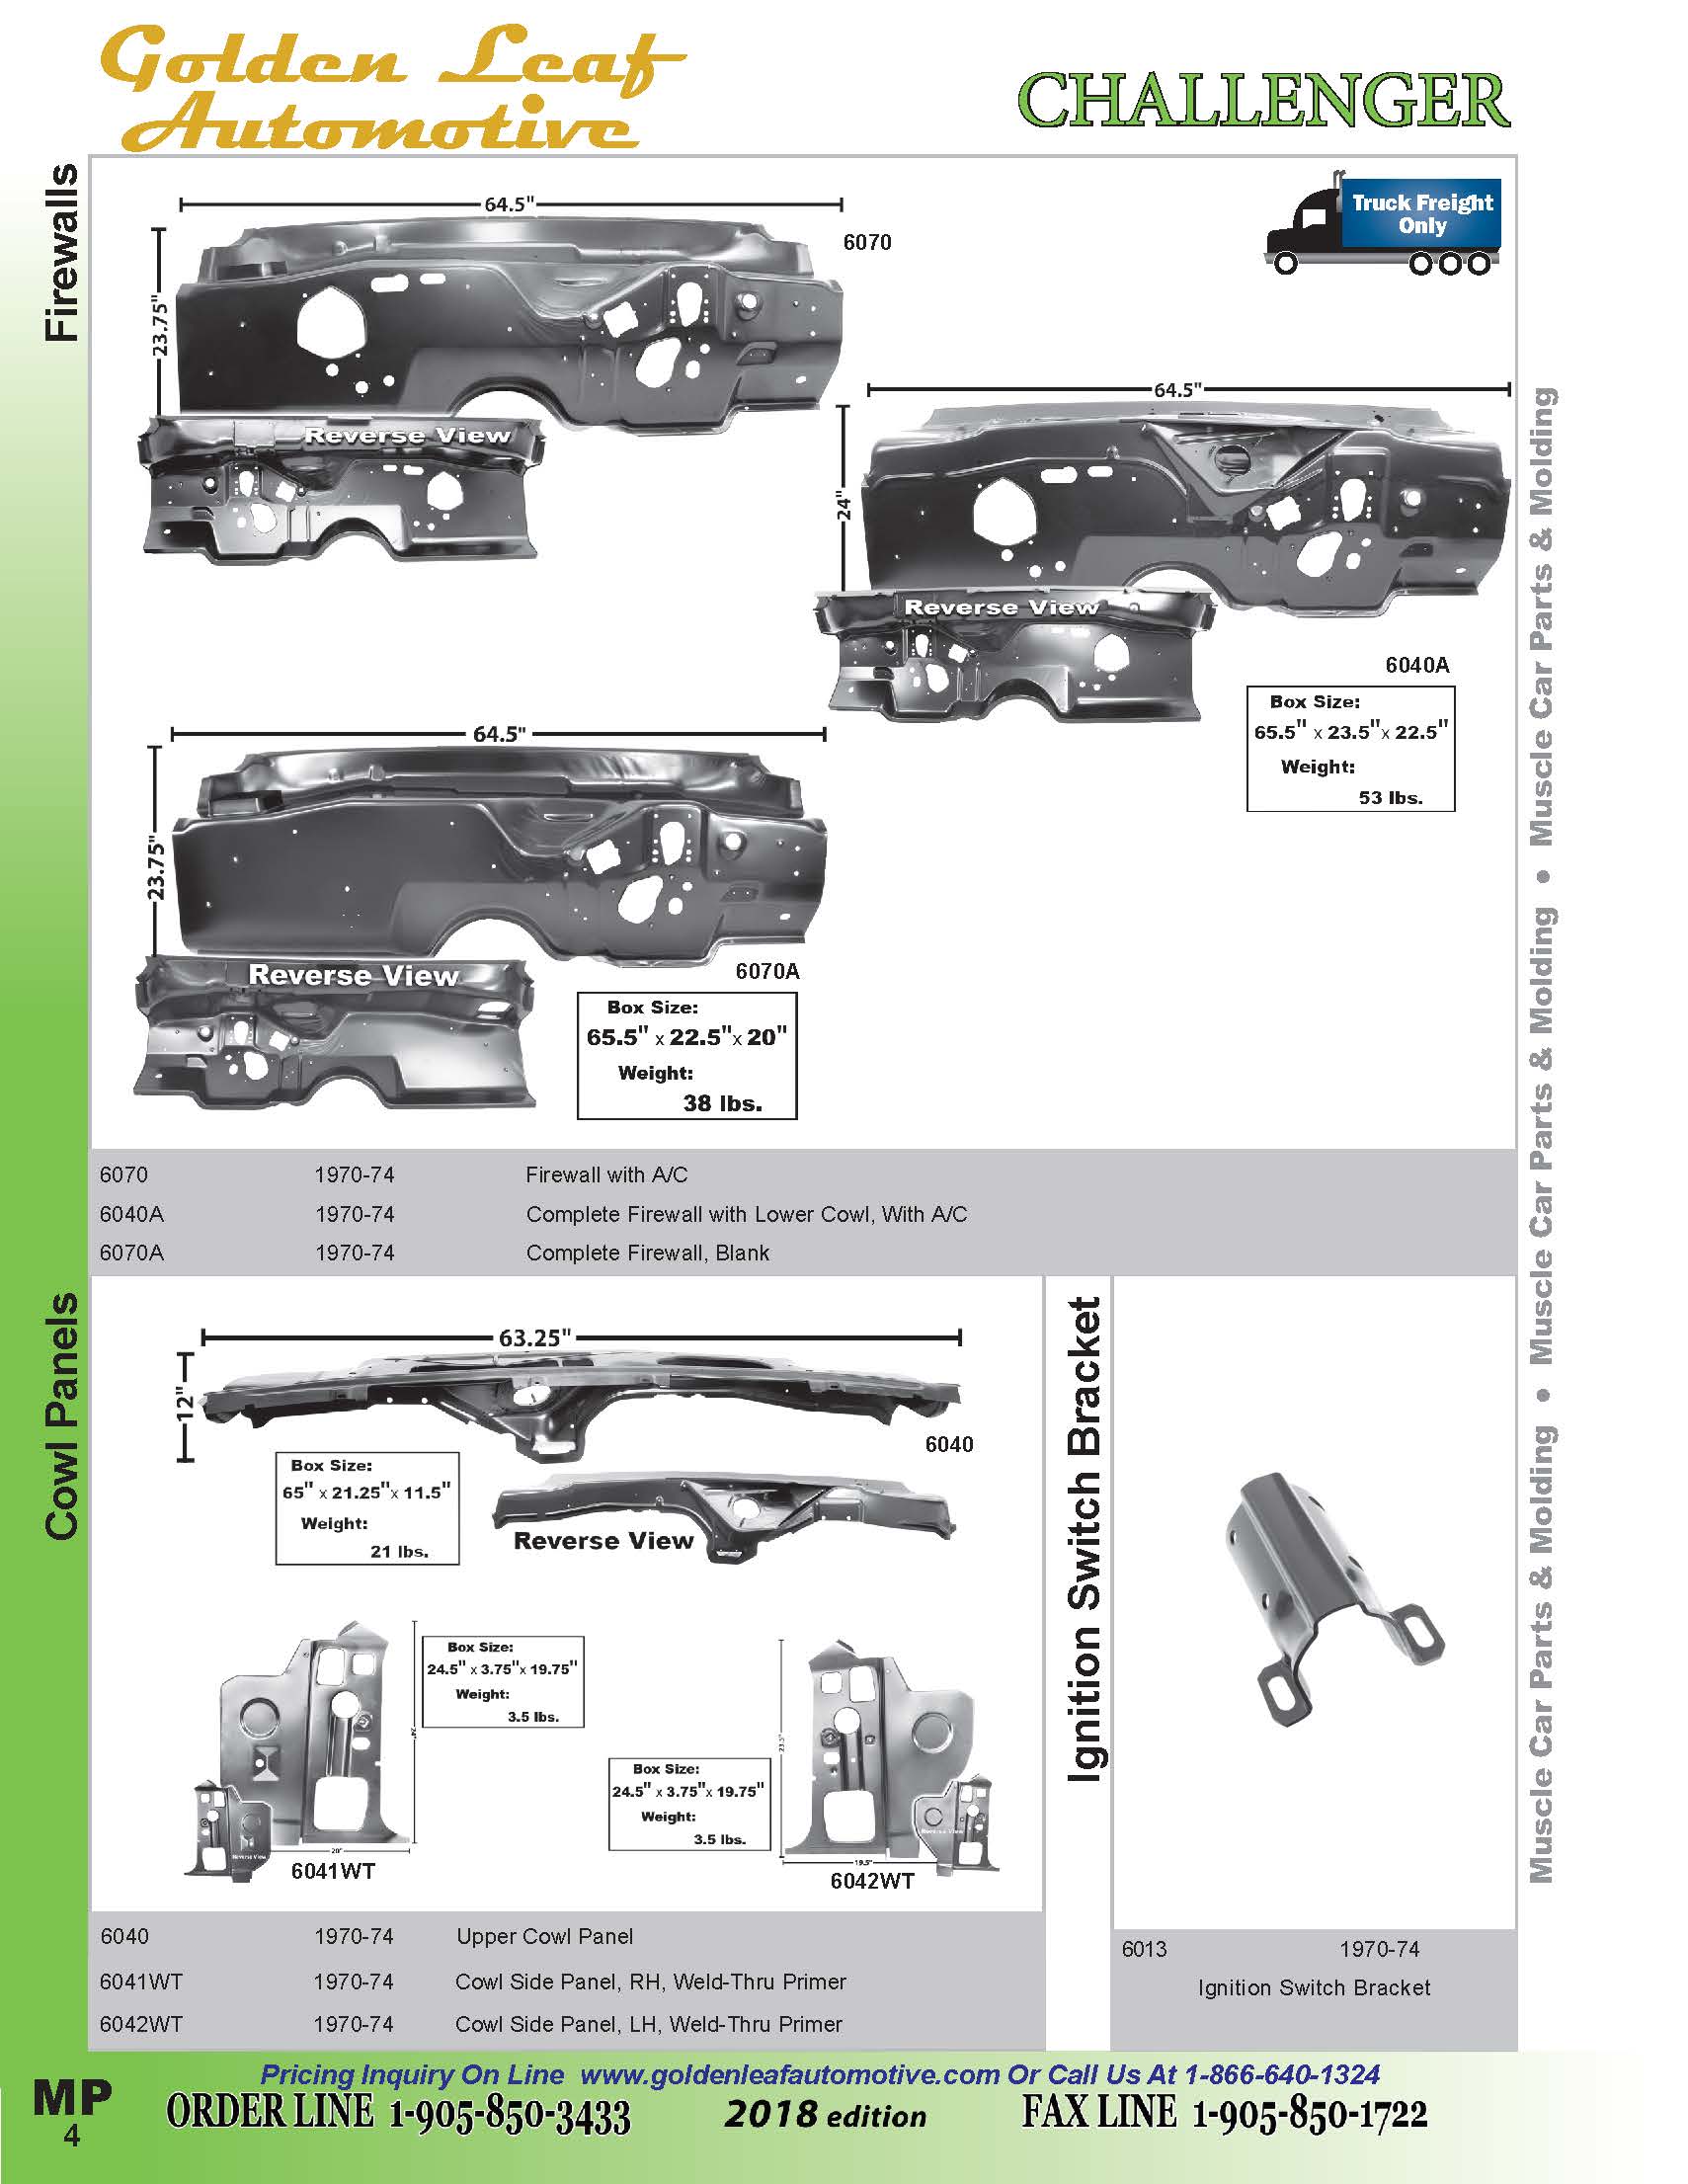 Golden Leaf
Automotive
CHALLENGER
Firewalls
64.5"
6070
23.75"
Reverse View
Truck Freight
Only
64.5"
24"
Reverse View
6040A
Box Size:
65.5" x 23.5"x 22.5"
Weight:
53 lbs.
64.5"
23.75"
Reverse View
6070A
Box Size:
65.5" x 22.5"x 20"
Weight:
38 lbs.
6070 1970-74 Firewall with A/C
6040A 1970-74 Complete Firewall with Lower Cowl, With A/C
6070A 1970-74 Complete Firewall, Blank
Cowl Panels
63.25"
12"
6040
Box Size:
65" x 21.25"x 11.5"
Weight:
21 lbs.
Reverse View
Box Size:
24.5" x 3.75"x 19.75"
Weight:
3.5 lbs.
24"
20"
Reverse View
6041WT
Box Size:
24.5" x 3.75"x 19.75"
Weight:
3.5 lbs.
23.5"
19.5"
Reverse View
6042WT
6040 1970-74 Upper Cowl Panel
6041WT 1970-74 Cowl Side Panel, RH, Weld-Thru Primer
6042WT 1970-74 Cowl Side Panel, LH, Weld-Thru Primer
Ignition Switch Bracket
6013 1970-74
Ignition Switch Bracket
Muscle Car Parts & Molding • Muscle Car Parts & Molding • Muscle Car Parts & Molding
Pricing Inquiry On Line www.goldenleafautomotive.com Or Call Us At 1-866-640-1324
MP
4
ORDER LINE 1-905-850-3433
2018 edition
FAX LINE 1-905-850-1722